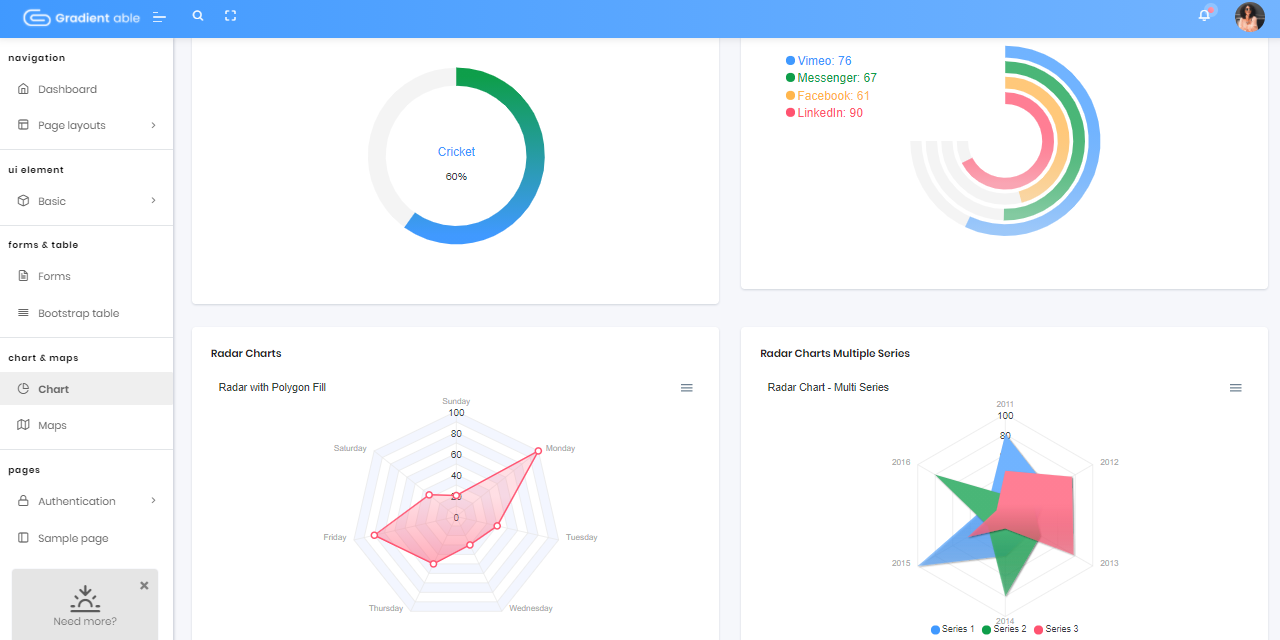 Gradient able
navigation
Dashboard
Page layouts
ui element
Basic
forms & table
Forms
Bootstrap table
chart & maps
Chart
Maps
pages
Authentication
Sample page
Need more?
Cricket
60%
Vimeo: 76
Messenger: 67
Facebook: 61
LinkedIn: 90
Radar Charts
Radar with Polygon Fill
Sunday
100
80
60
40
20
0
Monday
Tuesday
Wednesday
Thursday
Friday
Saturday
Radar Charts Multiple Series
Radar Chart - Multi Series
2011
100
80
2012
2013
2014
2015
2016
Series 1
Series 2
Series 3